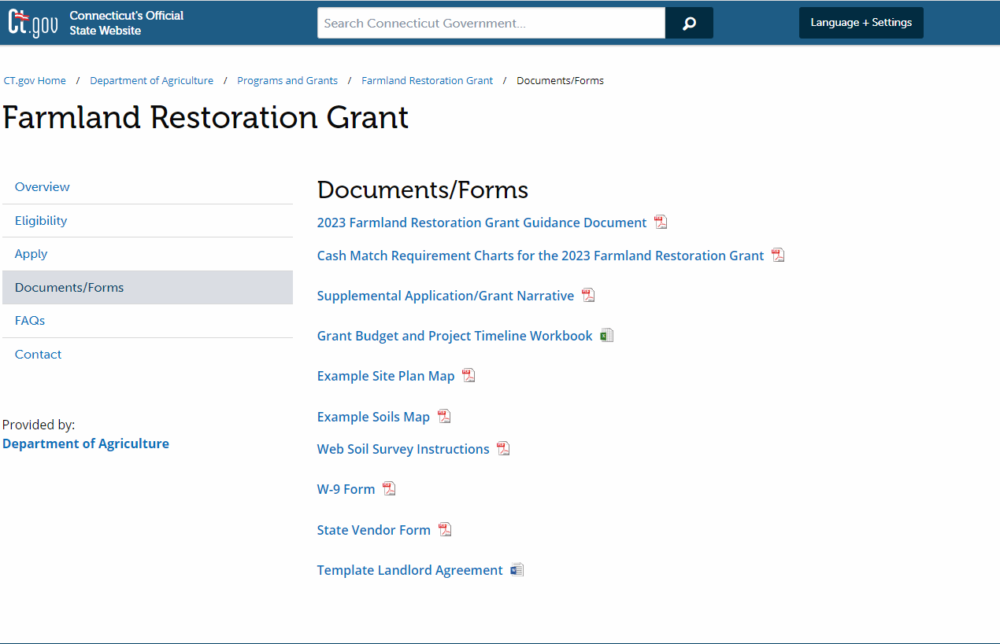 Ct.gov
Connecticut's Official
State Website
Search Connecticut Government...
Language + Settings
CT.gov Home / Department of Agriculture / Programs and Grants / Farmland Restoration Grant / Documents/Forms
Farmland Restoration Grant
Overview
Eligibility
Apply
Documents/Forms
FAQs
Contact
Provided by:
Department of Agriculture
Documents/Forms
2023 Farmland Restoration Grant Guidance Document
Cash Match Requirement Charts for the 2023 Farmland Restoration Grant
Supplemental Application/Grant Narrative
Grant Budget and Project Timeline Workbook
Example Site Plan Map
Example Soils Map
Web Soil Survey Instructions
W-9 Form
State Vendor Form
Template Landlord Agreement